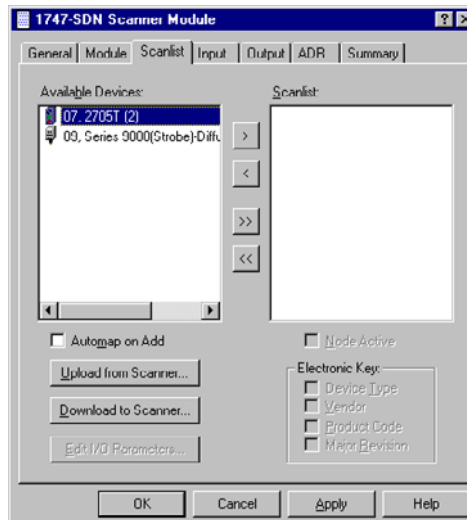 1747-SDN Scanner Module
General Module Scanlist Input Output ADR Summary
Available Devices:
Scanlist:
07, 2705T (2)
09, Series 9000(Strobe)-Diffu
>
<
>>
<<
Automap on Add
Node Active
Upload from Scanner...
Electronic Key:
Device Type
Download to Scanner...
Vendor
Product Code
Edit I/O Parameters...
Major Revision
OK Cancel Apply Help